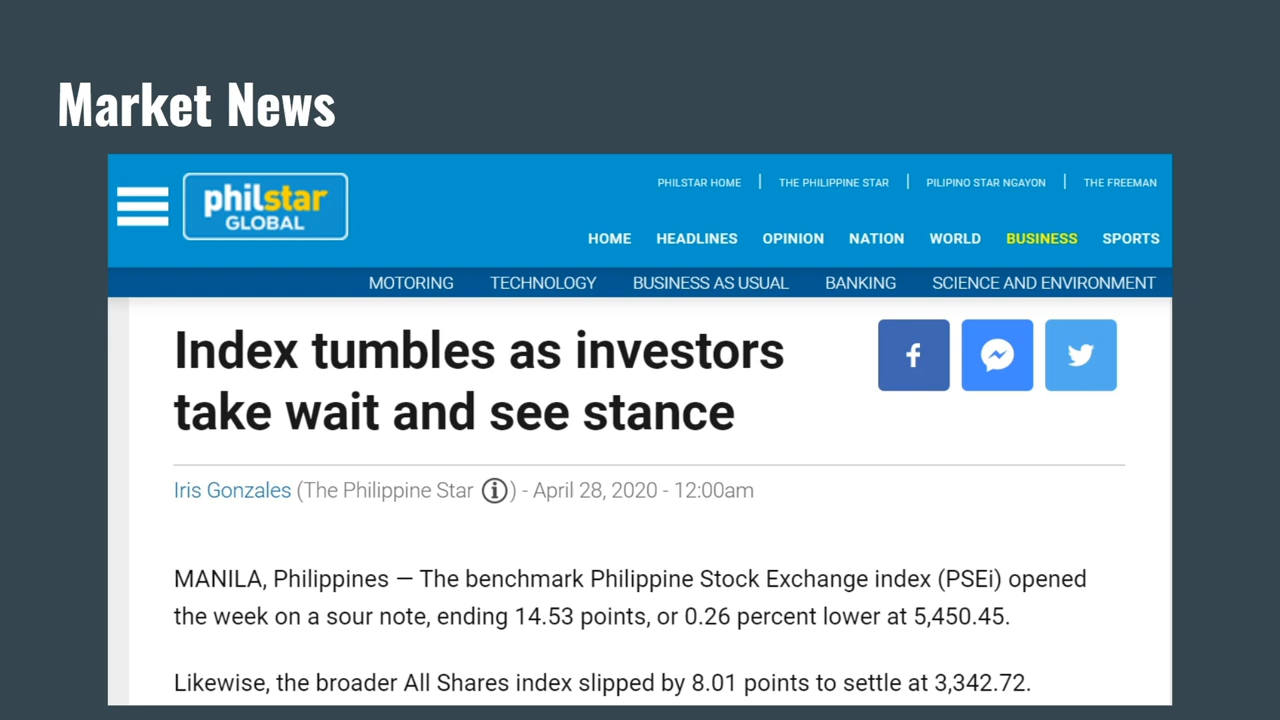 Market News
philstar
GLOBAL
PHILSTAR HOME | THE PHILIPPINE STAR | PILIPINO STAR NGAYON | THE FREEMAN
HOME HEADLINES OPINION NATION WORLD BUSINESS SPORTS
MOTORING TECHNOLOGY BUSINESS AS USUAL BANKING SCIENCE AND ENVIRONMENT
Index tumbles as investors
take wait and see stance
Iris Gonzales (The Philippine Star i) - April 28, 2020 - 12:00am
MANILA, Philippines — The benchmark Philippine Stock Exchange index (PSEi) opened
the week on a sour note, ending 14.53 points, or 0.26 percent lower at 5,450.45.
Likewise, the broader All Shares index slipped by 8.01 points to settle at 3,342.72.